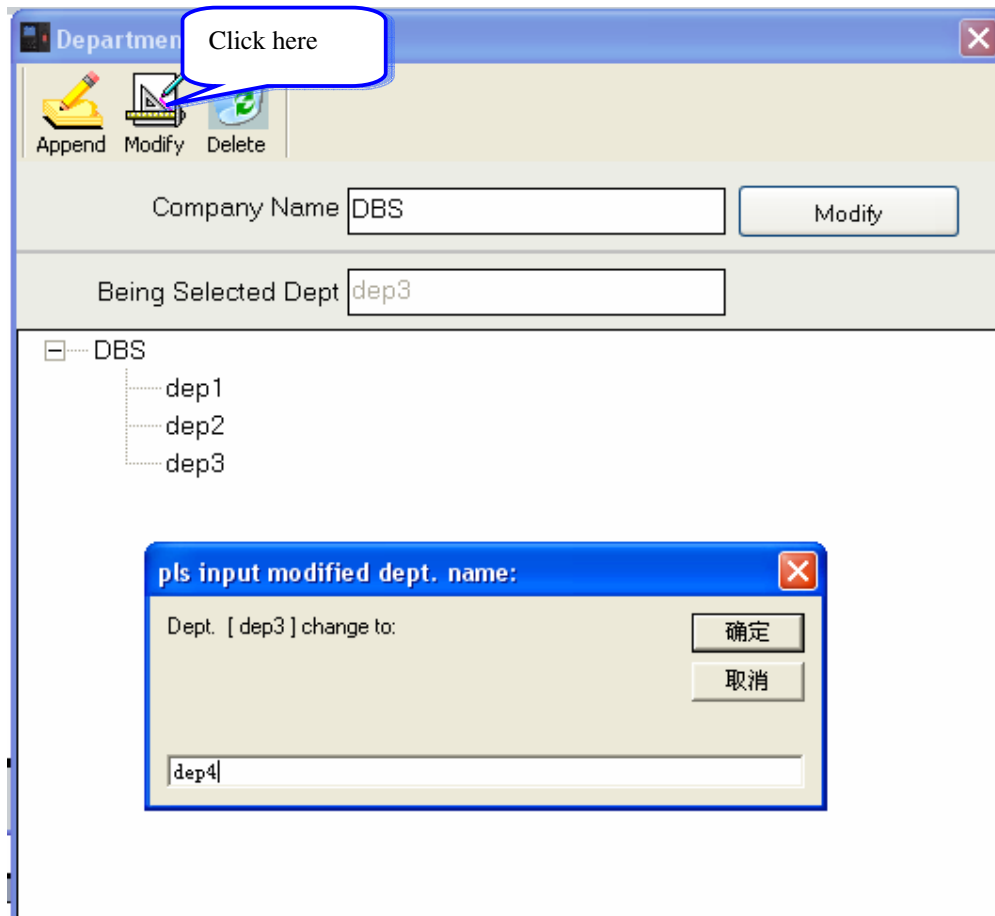 Departmen
Click here
Append Modify Delete
Company Name DBS Modify
Being Selected Dept dep3
DBS
dep1
dep2
dep3
pls input modified dept. name:
Dept. [ dep3 ] change to:
确定
取消
dep4